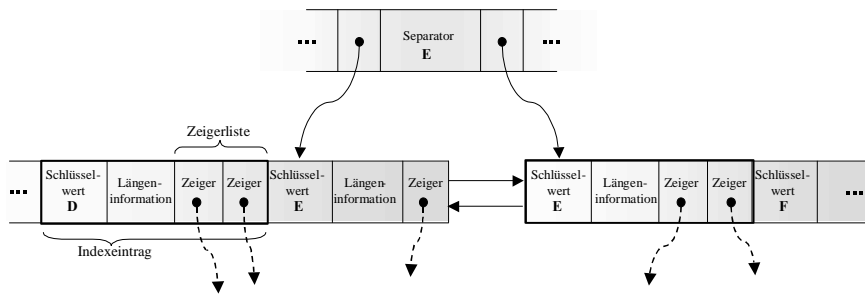 ... Separator ...
E
Zeigerliste
... Schlüssel-wert D Längen-information Zeiger Zeiger Schlüssel-wert E Längen-information Zeiger Schlüssel-wert E Längen-information Zeiger Zeiger Schlüssel-wert F ...
Indexeintrag